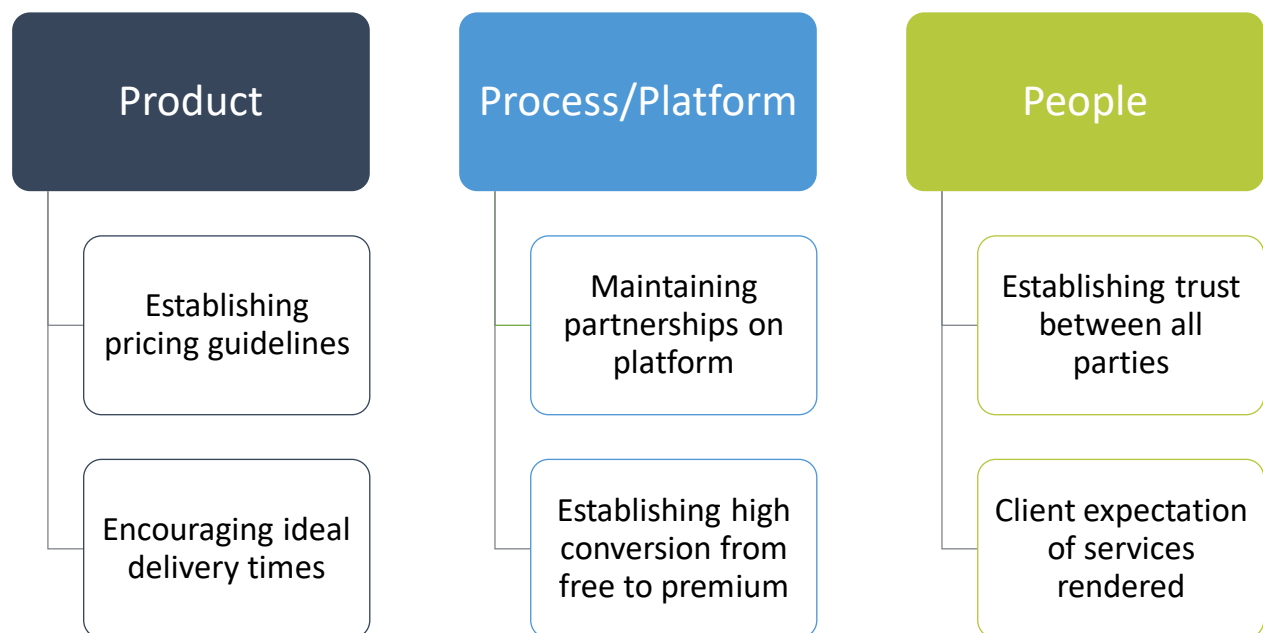 Product
Establishing
pricing guidelines
Encouraging ideal
delivery times
Process/Platform
Maintaining
partnerships on
platform
Establishing high
conversion from
free to premium
People
Establishing trust
between all
parties
Client expectation
of services
rendered